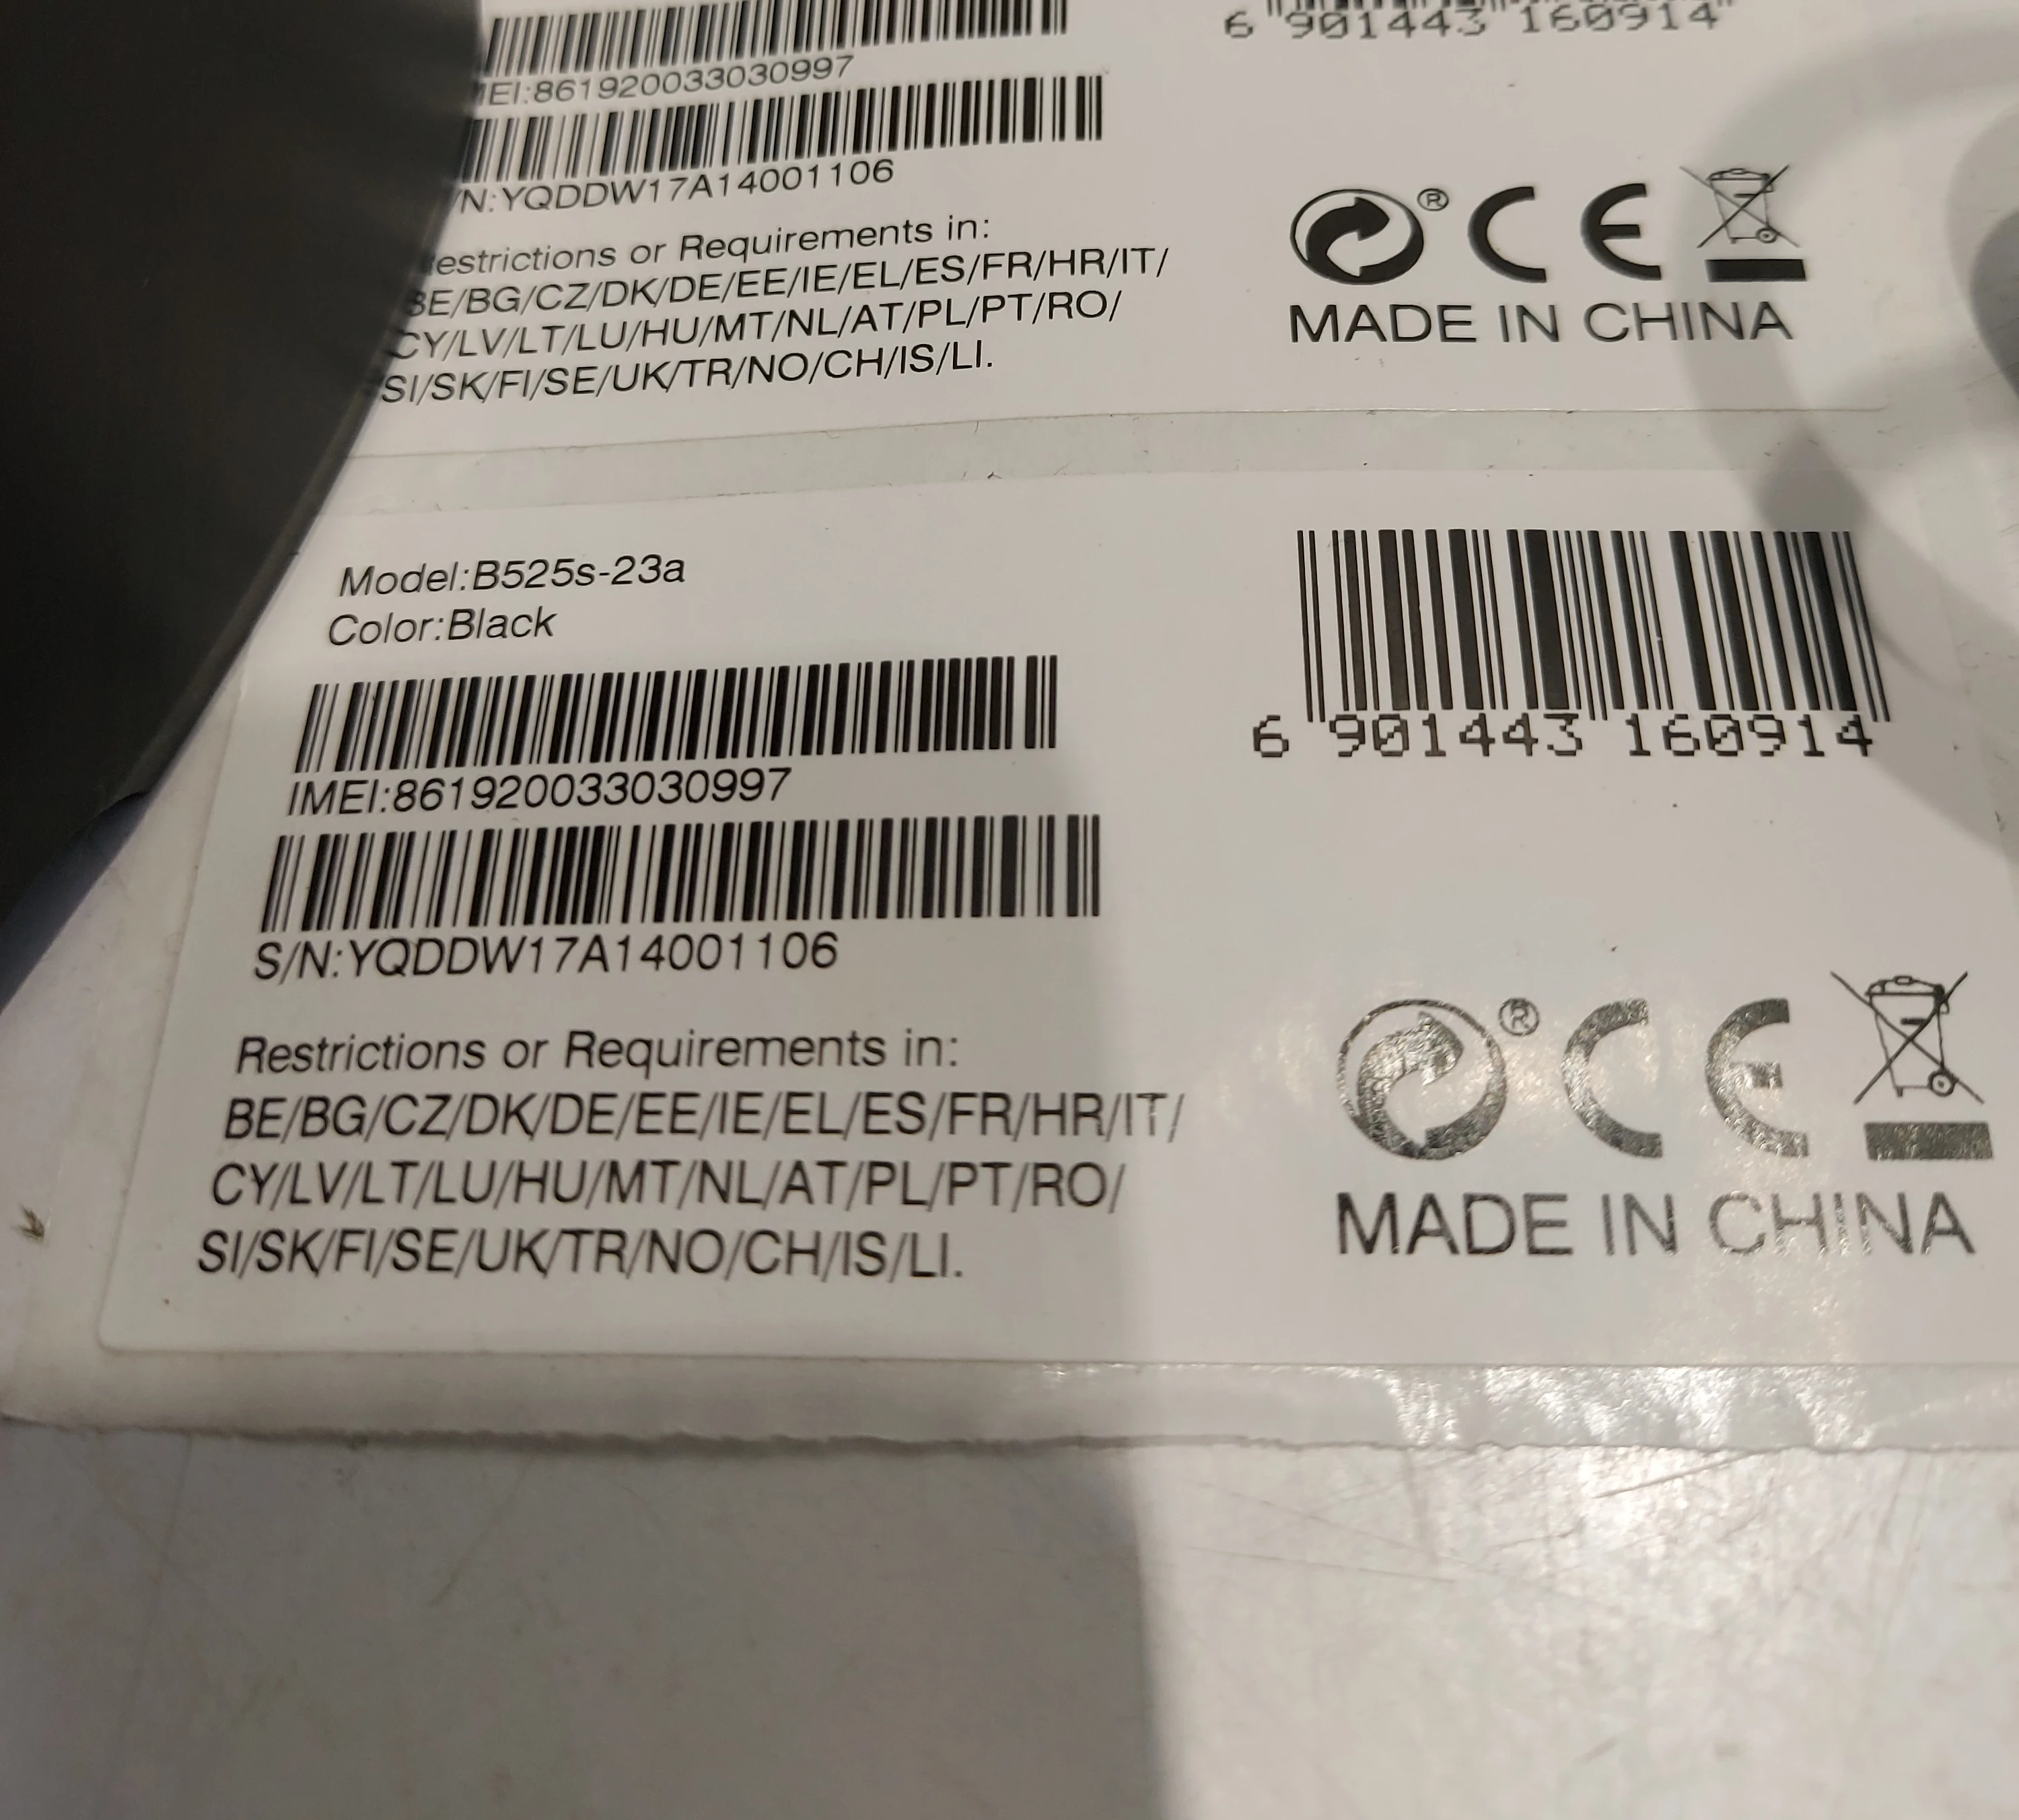 6 901443 160914
IMEI:861920033030997
/N:YQDDW17A14001106
estrictions or Requirements in:
BE/BG/CZ/DK/DE/EE/IE/EL/ES/FR/HR/IT/
CY/LV/LT/LU/HU/MT/NL/AT/PL/PT/RO/
SI/SK/FI/SE/UK/TR/NO/CH/IS/LI.
® CE
MADE IN CHINA
Model:B525s-23a
Color:Black
6 901443 160914
IMEI:861920033030997
S/N:YQDDW17A14001106
Restrictions or Requirements in:
BE/BG/CZ/DK/DE/EE/IE/EL/ES/FR/HR/IT/
CY/LV/LT/LU/HU/MT/NL/AT/PL/PT/RO/
SI/SK/FI/SE/UK/TR/NO/CH/IS/LI.
® CE
MADE IN CHINA